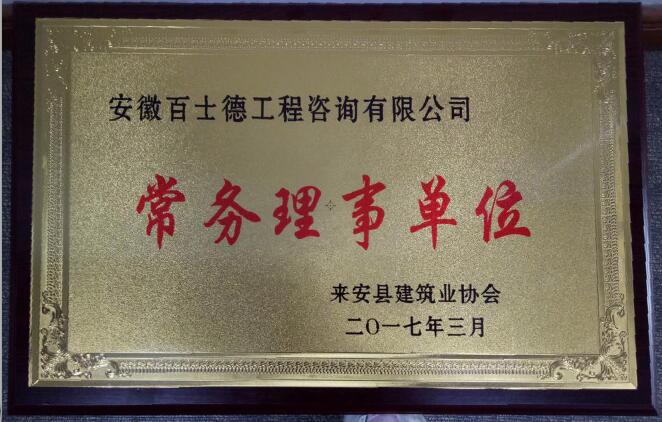 安徽百士德工程咨询有限公司
常务理事单位
来安县建筑业协会
二〇一七年三月